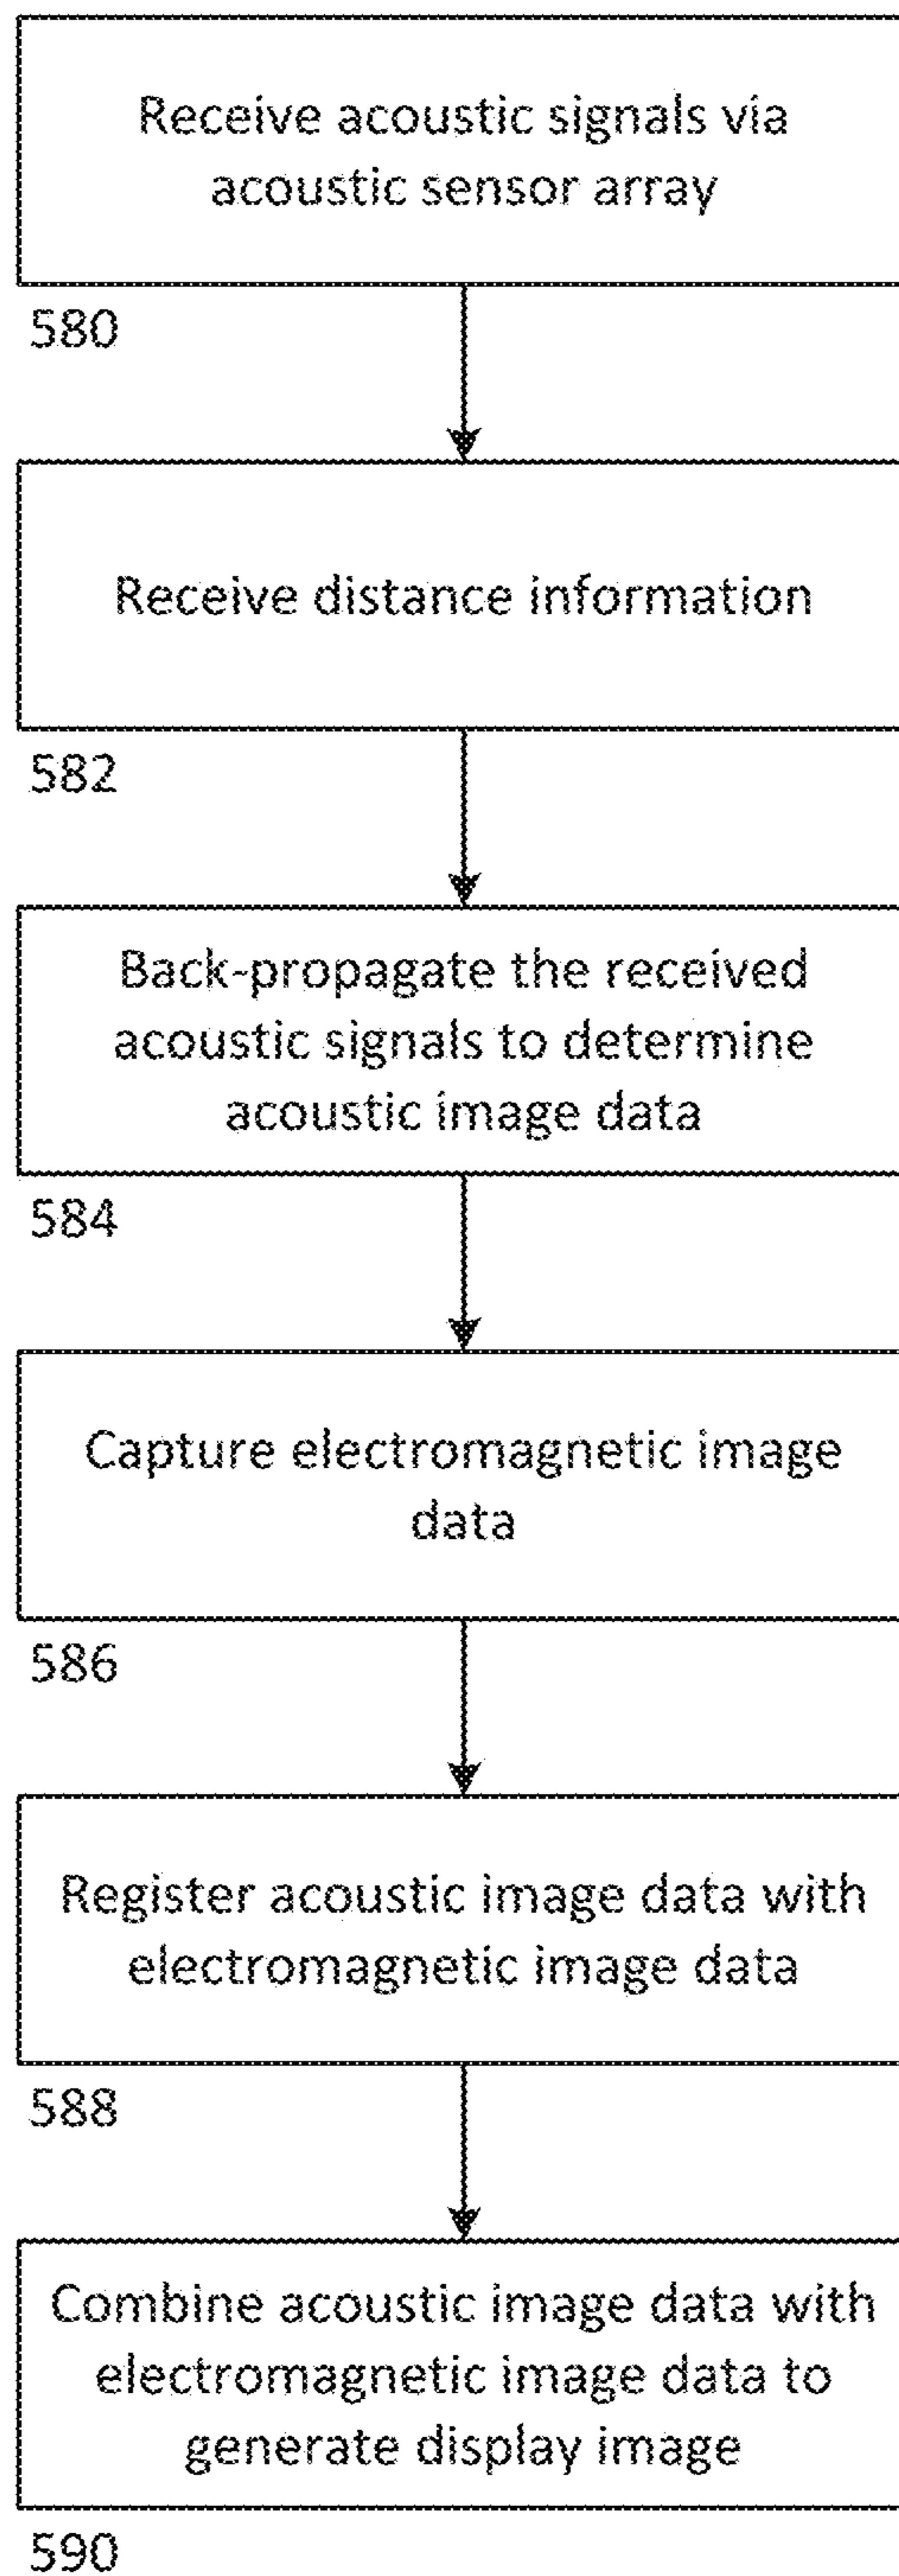 Receive acoustic signals via
acoustic sensor array
580
Receive distance information
582
Back-propagate the received
acoustic signals to determine
acoustic image data
584
Capture electromagnetic image
data
586
Register acoustic image data with
electromagnetic image data
588
Combine acoustic image data with
electromagnetic image data to
generate display image
590